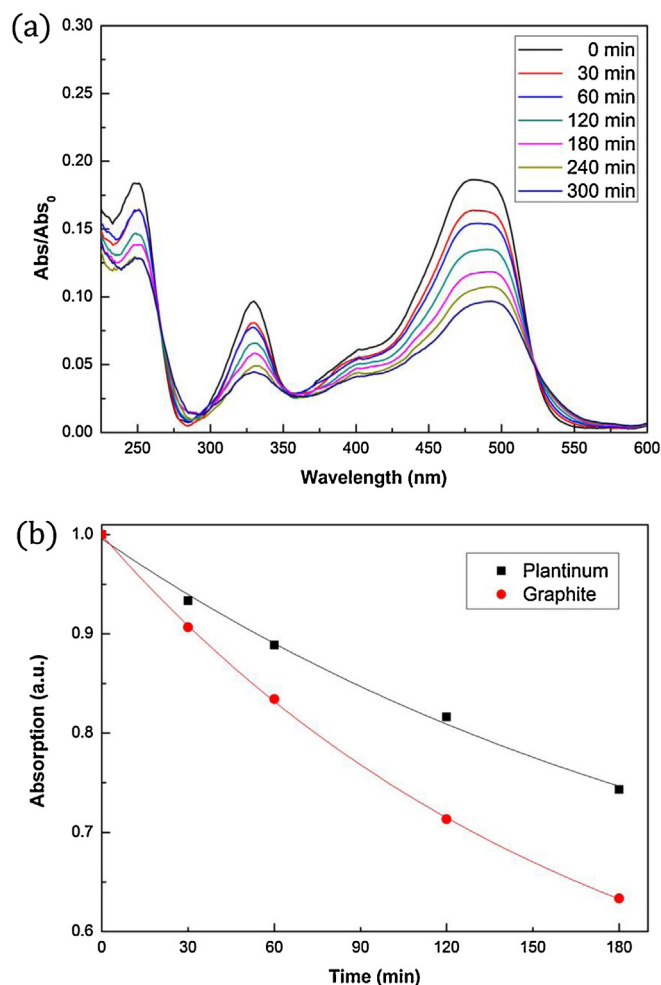 (a)
0.30
0.25
0.20
0.15
0.10
0.05
0.00
Abs/Abs0
0 min
30 min
60 min
120 min
180 min
240 min
300 min
250 300 350 400 450 500 550 600
Wavelength (nm)
(b)
1.0
0.9
0.8
0.7
0.6
Absorption (a.u.)
Plantinum
Graphite
0 30 60 90 120 150 180
Time (min)